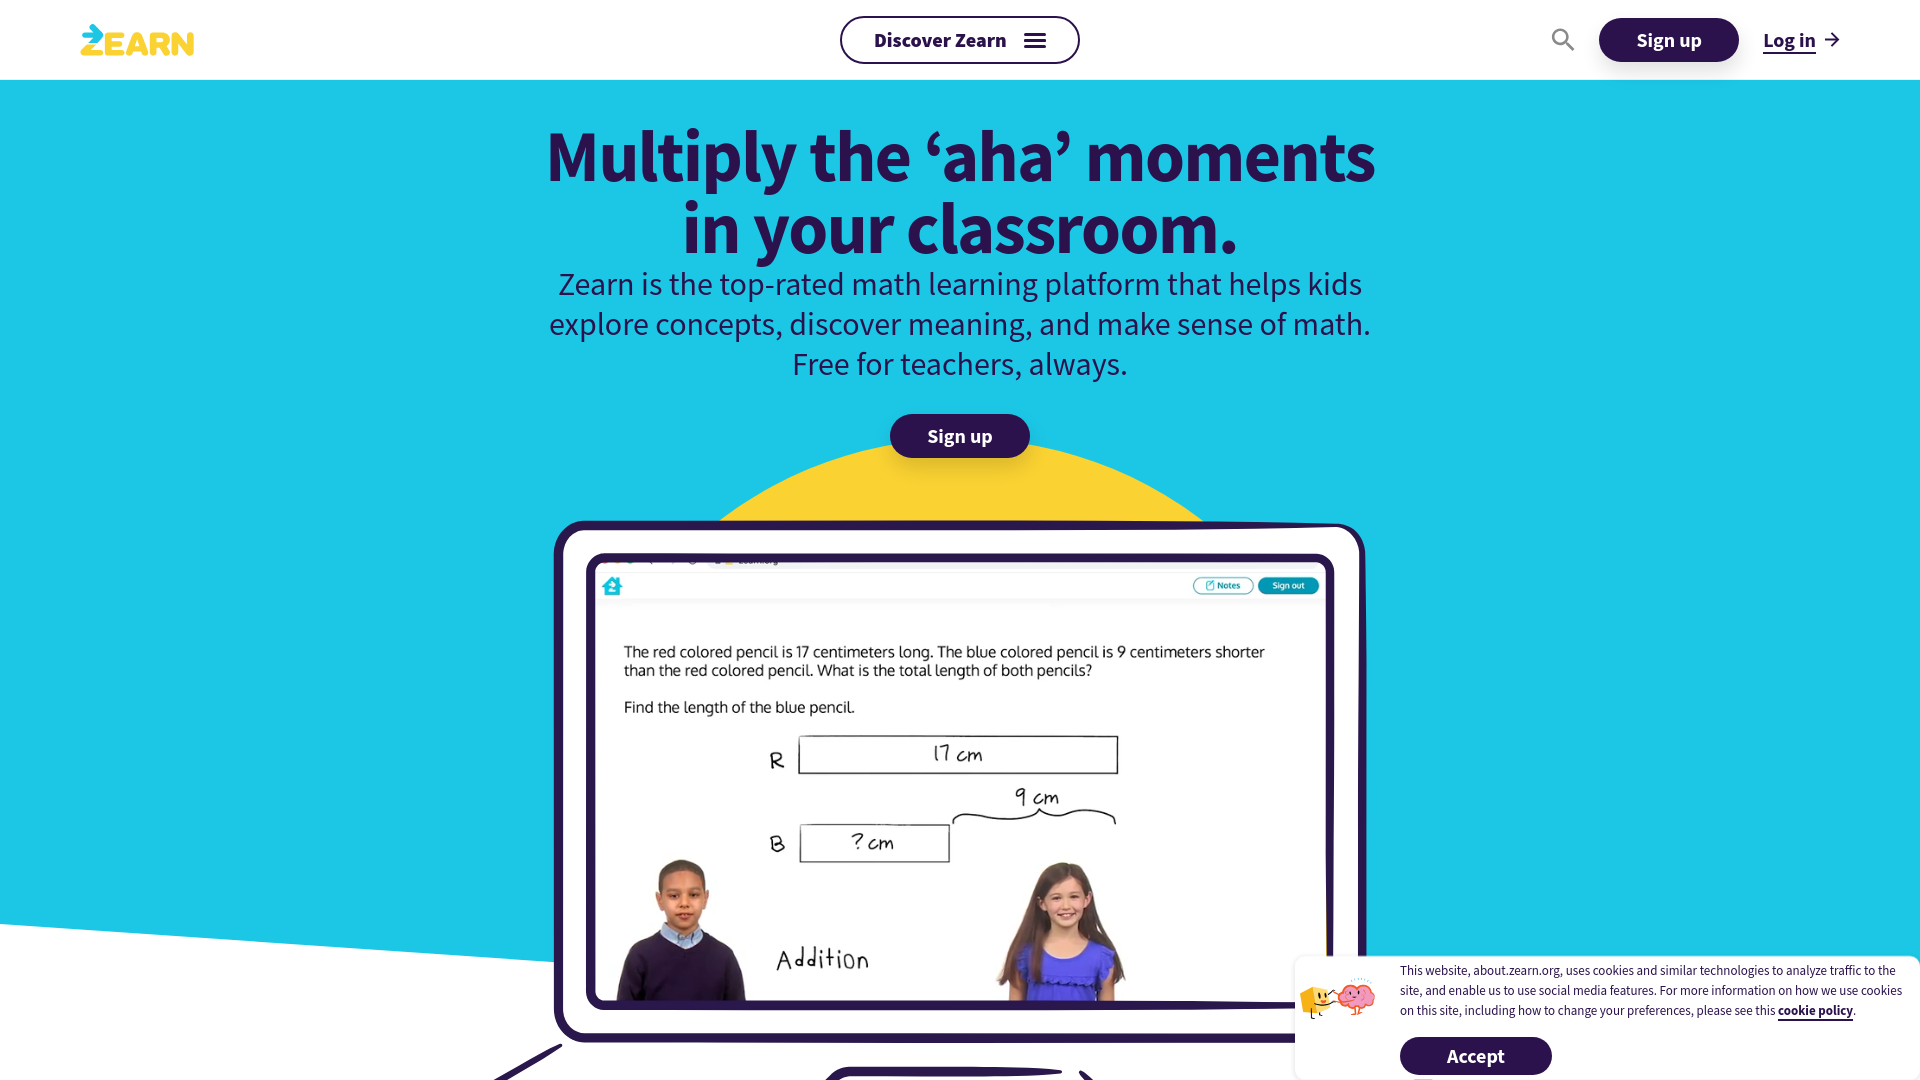 ZEARN
Discover Zearn
Sign up
Log in
Multiply the ‘aha’ moments
in your classroom.
Zearn is the top-rated math learning platform that helps kids
explore concepts, discover meaning, and make sense of math.
Free for teachers, always.
Sign up
Notes
Sign out
The red colored pencil is 17 centimeters long. The blue colored pencil is 9 centimeters shorter
than the red colored pencil. What is the total length of both pencils?
Find the length of the blue pencil.
R
17 cm
9 cm
B
? cm
Addition
This website, about.zearn.org, uses cookies and similar technologies to analyze traffic to the
site, and enable us to use social media features. For more information on how we use cookies
on this site, including how to change your preferences, please see this cookie policy.
Accept